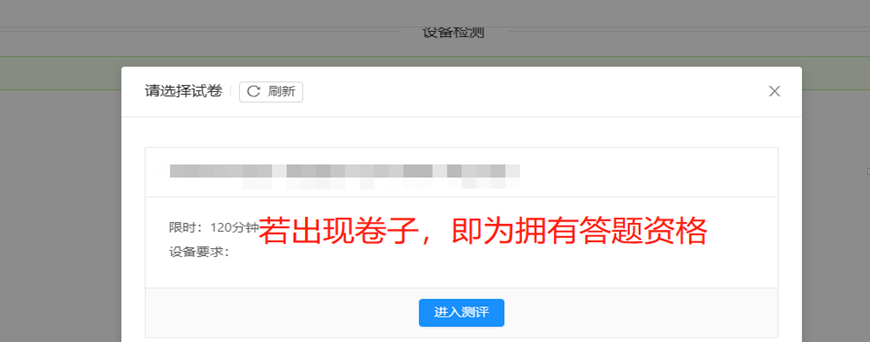 设备检测
请选择试卷 刷新
限时：120分钟
若出现卷子，即为拥有答题资格
设备要求：
进入测评